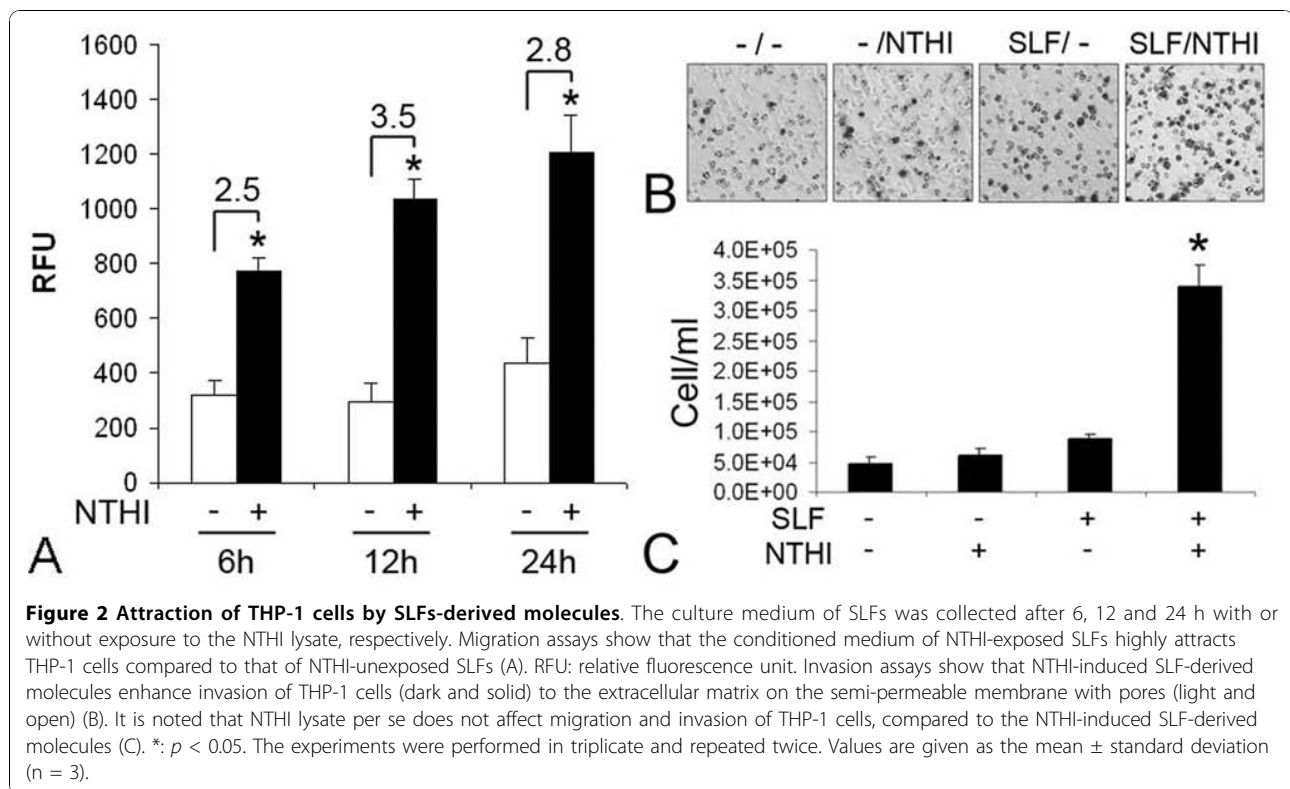 1600
1400
1200
1000
800
600
400
200
0
RFU
2.5
*
3.5
*
2.8
*
NTHI - + - + - +
6h 12h 24h
A
- / - - /NTHI SLF/ - SLF/NTHI
B
4.0E+05
3.5E+05
3.0E+05
2.5E+05
2.0E+05
1.5E+05
1.0E+05
5.0E+04
0.0E+00
Cell/ml
*
SLF - - + +
NTHI - + - +
C
Figure 2 Attraction of THP-1 cells by SLFs-derived molecules. The culture medium of SLFs was collected after 6, 12 and 24 h with or
without exposure to the NTHI lysate, respectively. Migration assays show that the conditioned medium of NTHI-exposed SLFs highly attracts
THP-1 cells compared to that of NTHI-unexposed SLFs (A). RFU: relative fluorescence unit. Invasion assays show that NTHI-induced SLF-derived
molecules enhance invasion of THP-1 cells (dark and solid) to the extracellular matrix on the semi-permeable membrane with pores (light and
open) (B). It is noted that NTHI lysate per se does not affect migration and invasion of THP-1 cells, compared to the NTHI-induced SLF-derived
molecules (C). *: p < 0.05. The experiments were performed in triplicate and repeated twice. Values are given as the mean ± standard deviation
(n = 3).